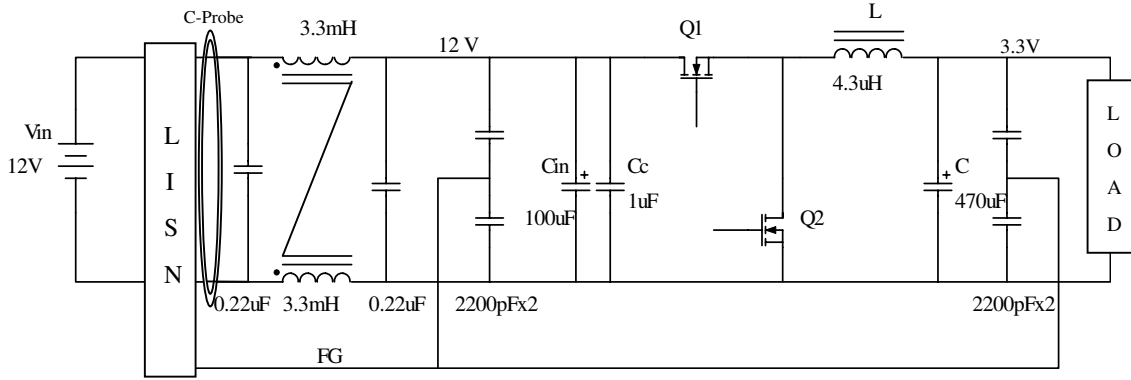 C-Probe
3.3mH
12 V
Q1
L
3.3V
4.3uH
Vin
12V
L
I
S
N
Cin
+
100uF
Cc
1uF
Q2
+
C
470uF
L
O
A
D
0.22uF
3.3mH
0.22uF
2200pFx2
2200pFx2
FG